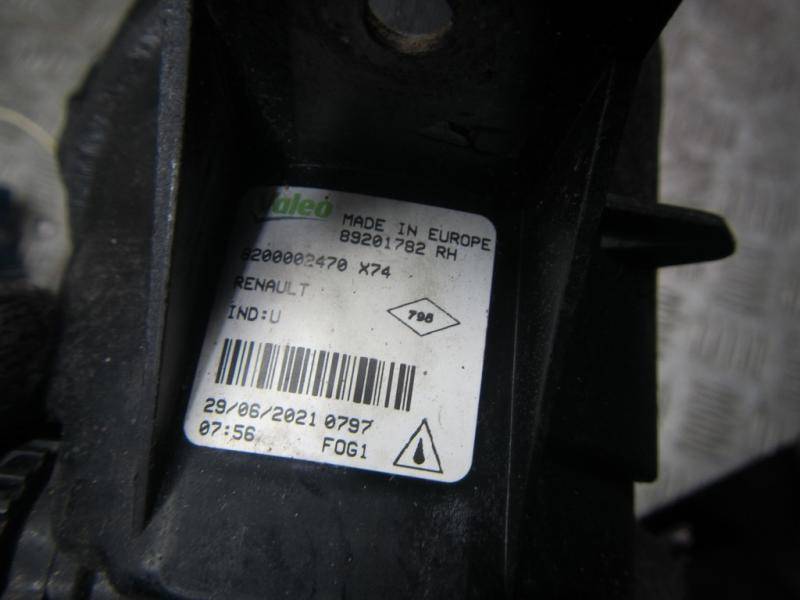 Valeo
MADE IN EUROPE
89201782 RH
8200002470 X74
RENAULT
IND:U
798
29/06/2021 0797
07:56 FOG1